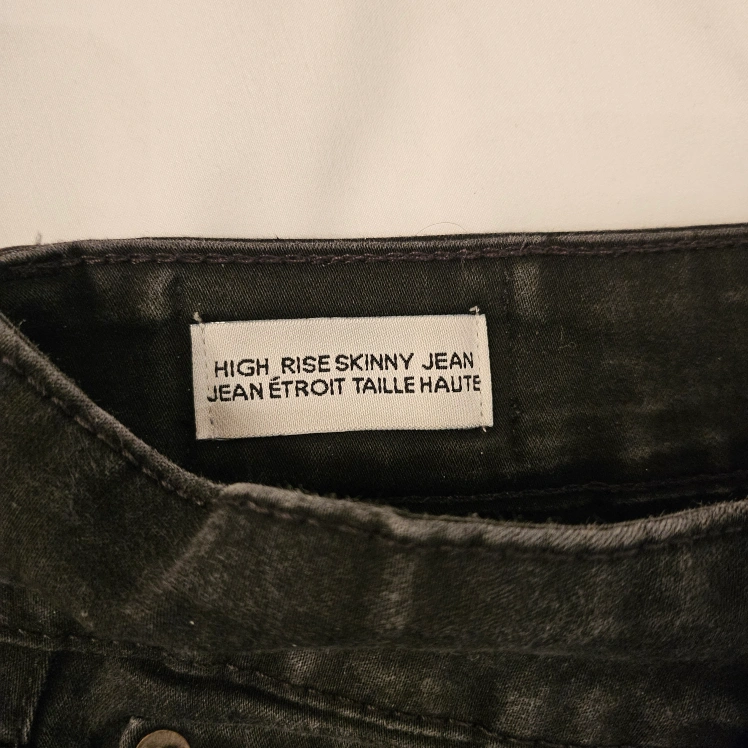 HIGH RISE SKINNY JEAN
JEAN ÉTROIT TAILLE HAUTE